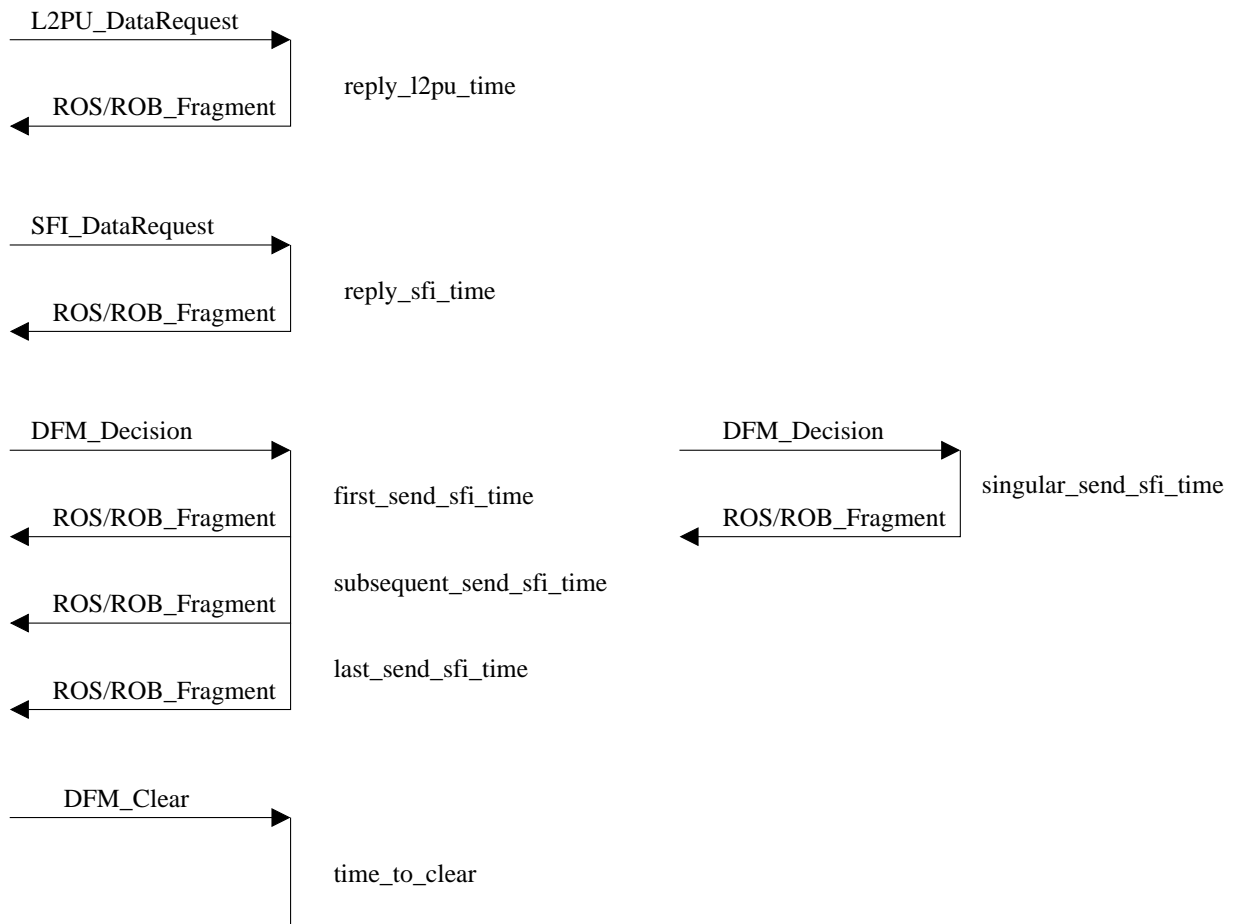 L2PU_DataRequest
reply_l2pu_time
ROS/ROB_Fragment
SFI_DataRequest
reply_sfi_time
ROS/ROB_Fragment
DFM_Decision
first_send_sfi_time
ROS/ROB_Fragment
subsequent_send_sfi_time
ROS/ROB_Fragment
last_send_sfi_time
ROS/ROB_Fragment
DFM_Decision
singular_send_sfi_time
ROS/ROB_Fragment
DFM_Clear
time_to_clear